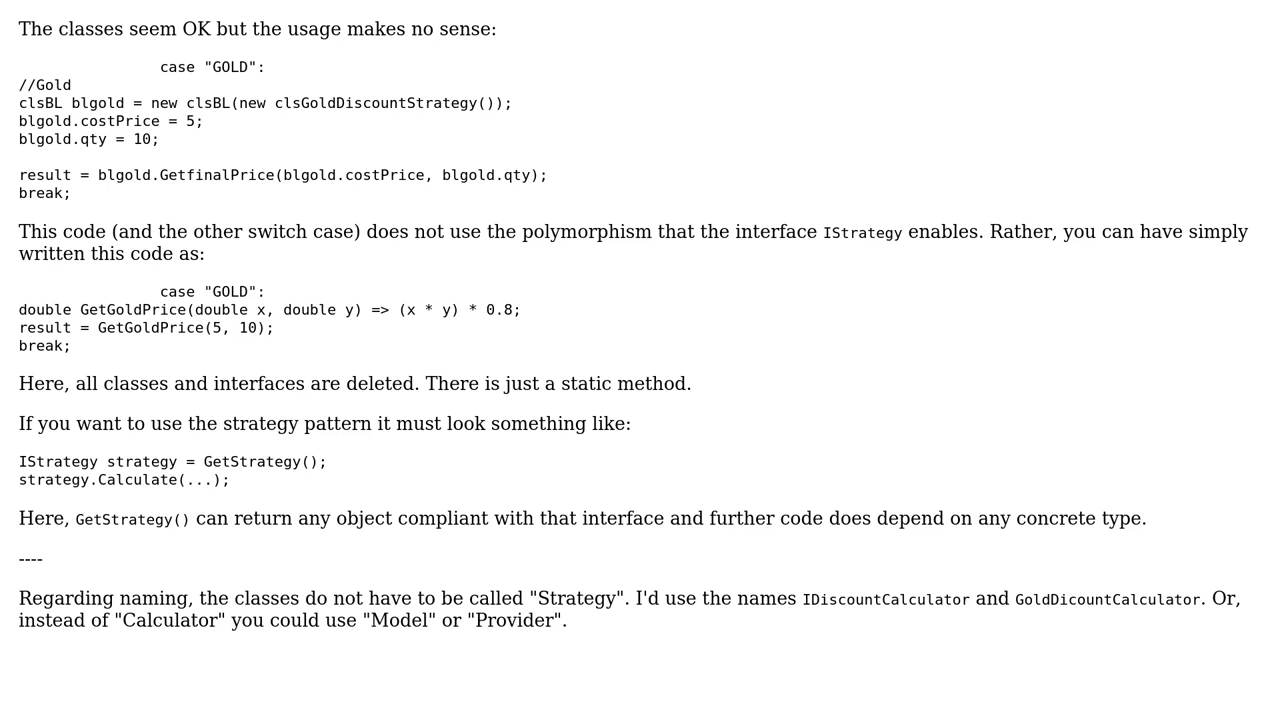 The classes seem OK but the usage makes no sense:
case "GOLD":
//Gold
clsBL blgold = new clsBL(new clsGoldDiscountStrategy());
blgold.costPrice = 5;
blgold.qty = 10;
result = blgold.GetfinalPrice(blgold.costPrice, blgold.qty);
break;
This code (and the other switch case) does not use the polymorphism that the interface IStrategy enables. Rather, you can have simply
written this code as:
case "GOLD":
double GetGoldPrice(double x, double y) => (x * y) * 0.8;
result = GetGoldPrice(5, 10);
break;
Here, all classes and interfaces are deleted. There is just a static method.
If you want to use the strategy pattern it must look something like:
IStrategy strategy = GetStrategy();
strategy.Calculate(...);
Here, GetStrategy() can return any object compliant with that interface and further code does depend on any concrete type.
----
Regarding naming, the classes do not have to be called "Strategy". I'd use the names IDiscountCalculator and GoldDicountCalculator. Or,
instead of "Calculator" you could use "Model" or "Provider".